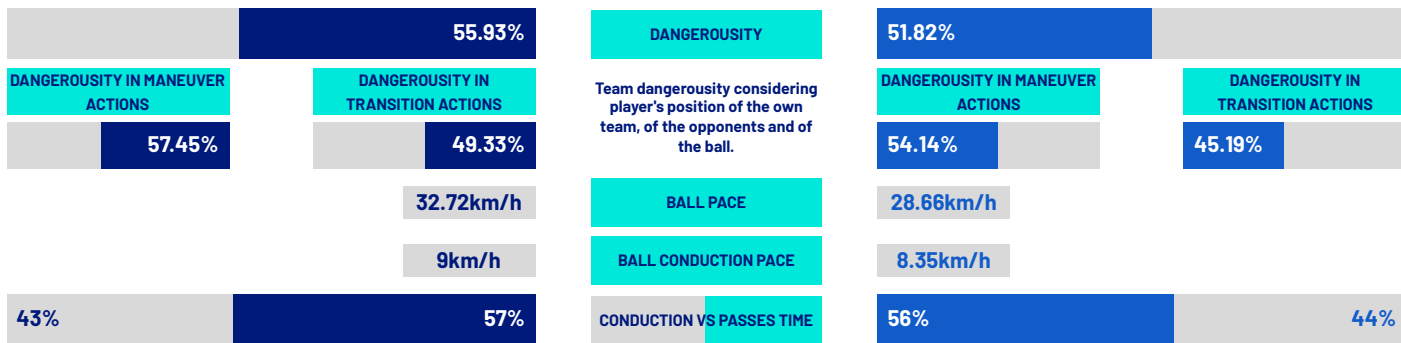 55.93%
DANGEROUSITY
51.82%
DANGEROUSITY IN MANEUVER
ACTIONS
DANGEROUSITY IN
TRANSITION ACTIONS
Team dangerousity considering
player's position of the own
team, of the opponents and of
the ball.
DANGEROUSITY IN MANEUVER
ACTIONS
DANGEROUSITY IN
TRANSITION ACTIONS
57.45%
49.33%
54.14%
45.19%
32.72km/h
BALL PACE
28.66km/h
9km/h
BALL CONDUCTION PACE
8.35km/h
43%
57%
CONDUCTION VS PASSES TIME
56%
44%